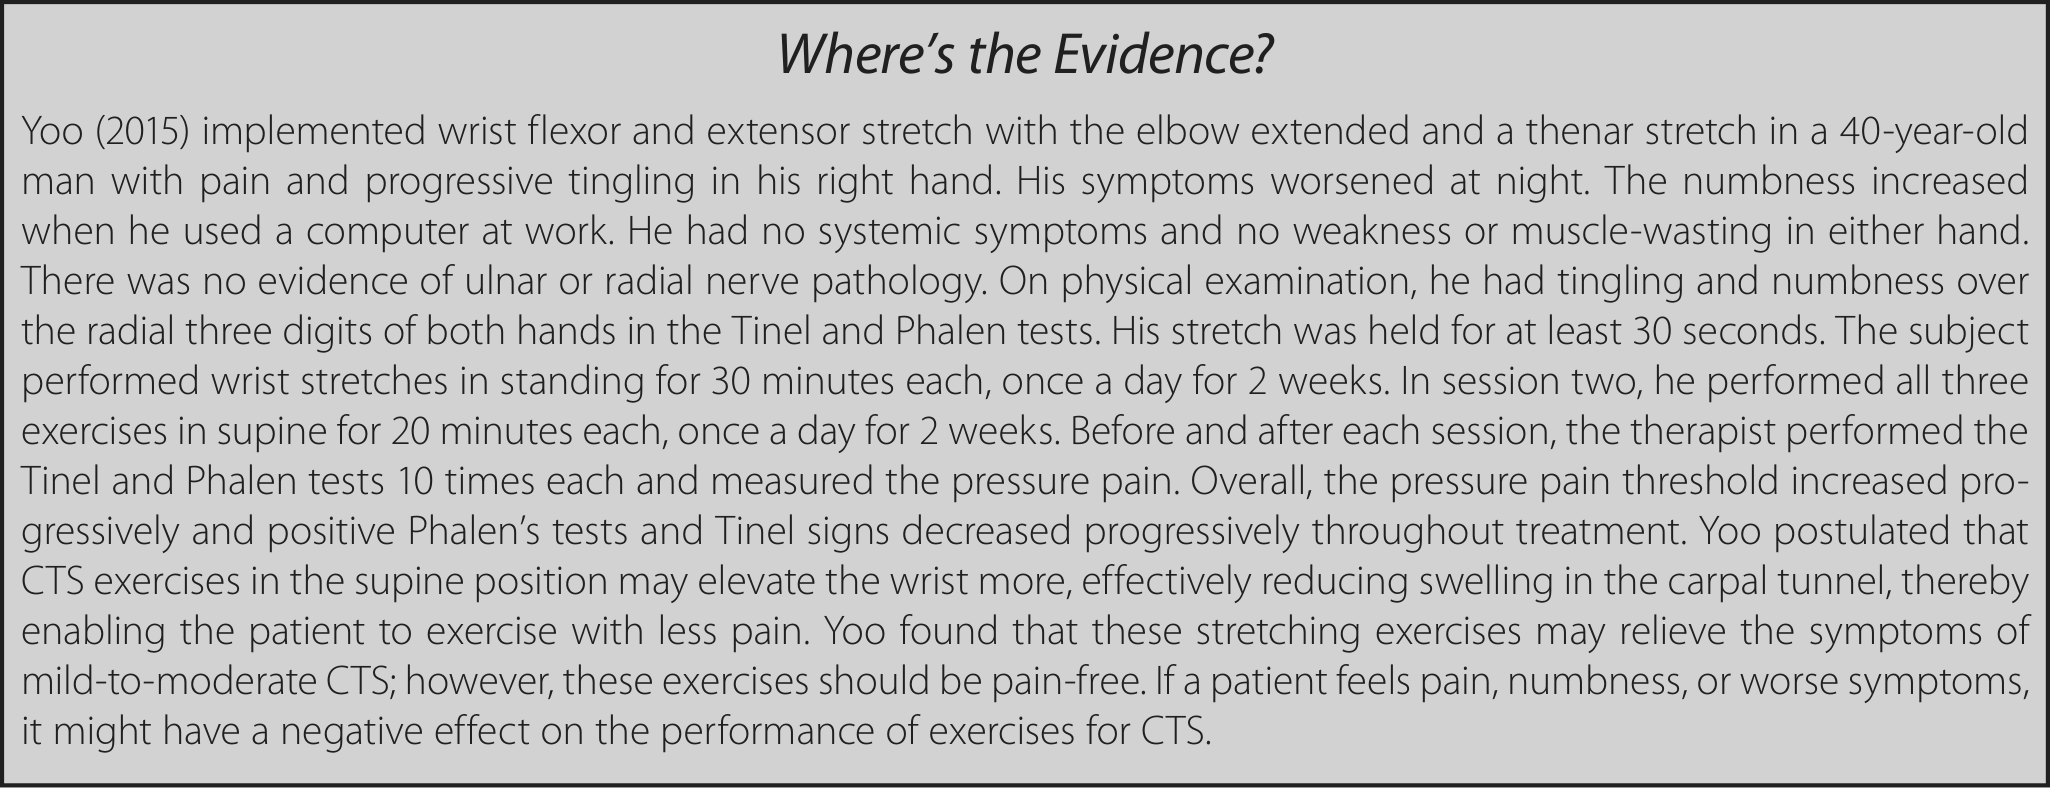 Where’s the Evidence?
Yoo (2015) implemented wrist flexor and extensor stretch with the elbow extended and a thenar stretch in a 40-year-old
man with pain and progressive tingling in his right hand. His symptoms worsened at night. The numbness increased
when he used a computer at work. He had no systemic symptoms and no weakness or muscle-wasting in either hand.
There was no evidence of ulnar or radial nerve pathology. On physical examination, he had tingling and numbness over
the radial three digits of both hands in the Tinel and Phalen tests. His stretch was held for at least 30 seconds. The subject
performed wrist stretches in standing for 30 minutes each, once a day for 2 weeks. In session two, he performed all three
exercises in supine for 20 minutes each, once a day for 2 weeks. Before and after each session, the therapist performed the
Tinel and Phalen tests 10 times each and measured the pressure pain. Overall, the pressure pain threshold increased pro-
gressively and positive Phalen’s tests and Tinel signs decreased progressively throughout treatment. Yoo postulated that
CTS exercises in the supine position may elevate the wrist more, effectively reducing swelling in the carpal tunnel, thereby
enabling the patient to exercise with less pain. Yoo found that these stretching exercises may relieve the symptoms of
mild-to-moderate CTS; however, these exercises should be pain-free. If a patient feels pain, numbness, or worse symptoms,
it might have a negative effect on the performance of exercises for CTS.